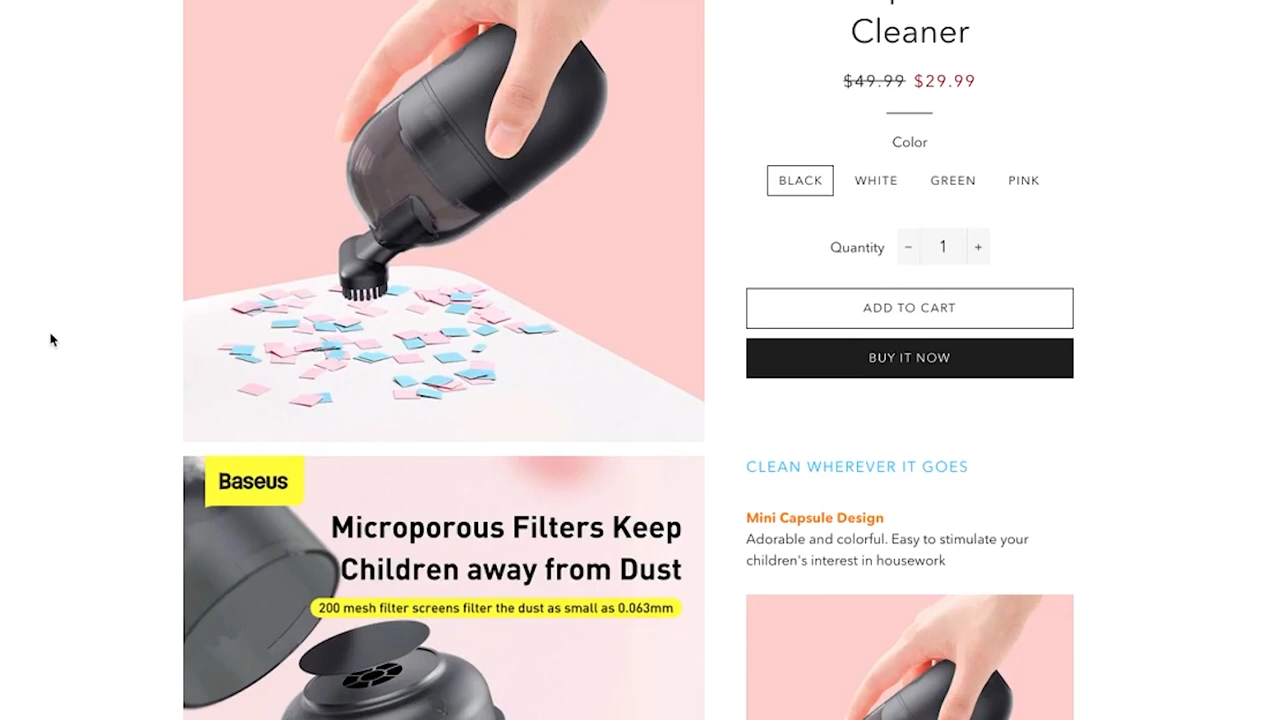 Cleaner
$49.99 $29.99
Color
BLACK WHITE GREEN PINK
Quantity − 1 +
ADD TO CART
BUY IT NOW
CLEAN WHEREVER IT GOES
Mini Capsule Design
Adorable and colorful. Easy to stimulate your
children's interest in housework
Baseus
Microporous Filters Keep
Children away from Dust
200 mesh filter screens filter the dust as small as 0.063mm